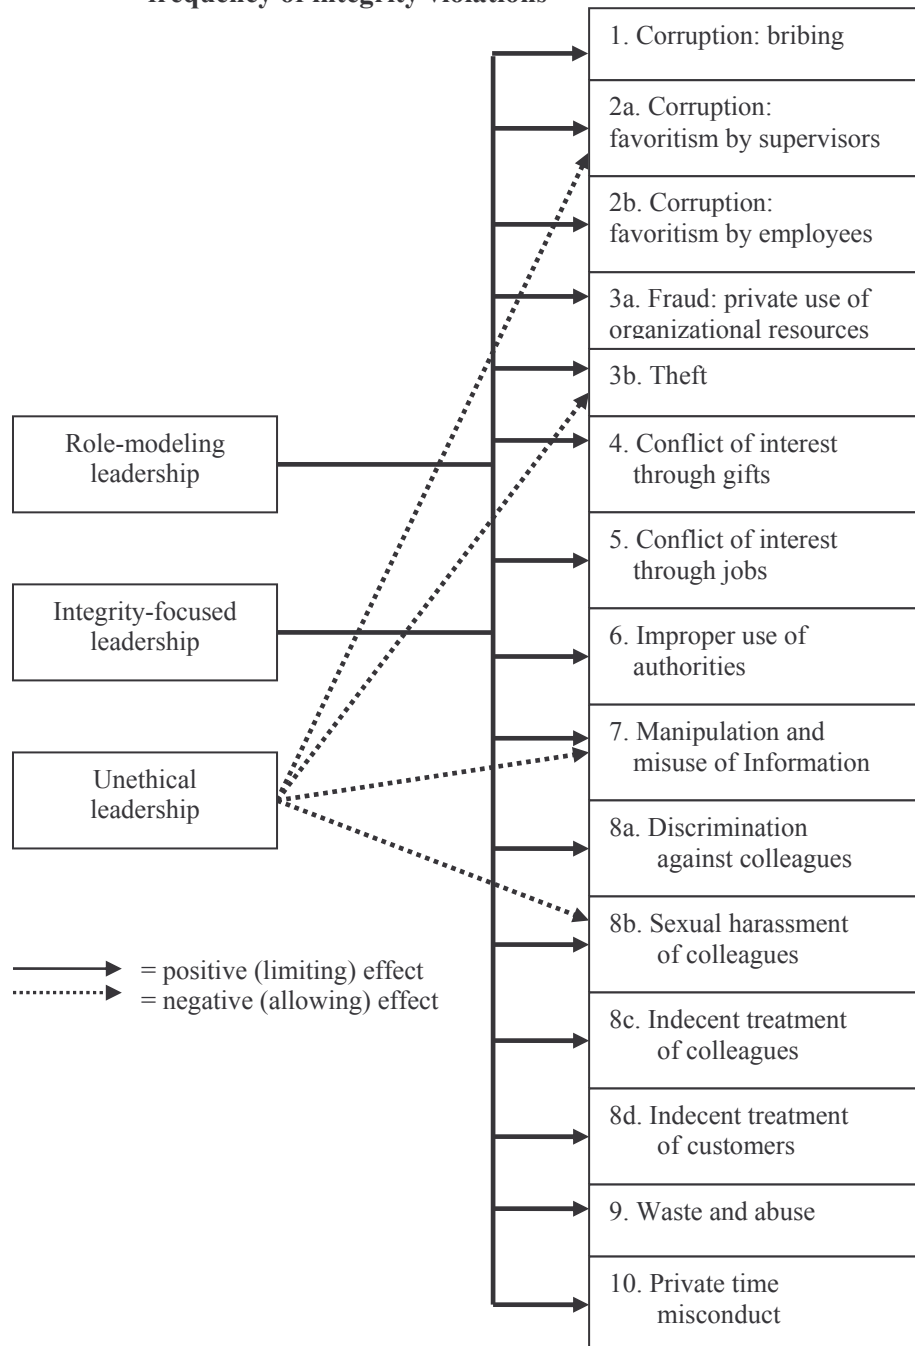 frequency of integrity violations
1. Corruption: bribing
2a. Corruption:
favoritism by supervisors
2b. Corruption:
favoritism by employees
3a. Fraud: private use of
organizational resources
3b. Theft
Role-modeling
leadership
4. Conflict of interest
through gifts
5. Conflict of interest
through jobs
Integrity-focused
leadership
6. Improper use of
authorities
7. Manipulation and
misuse of Information
Unethical
leadership
8a. Discrimination
against colleagues
8b. Sexual harassment
of colleagues
= positive (limiting) effect
= negative (allowing) effect
8c. Indecent treatment
of colleagues
8d. Indecent treatment
of customers
9. Waste and abuse
10. Private time
misconduct